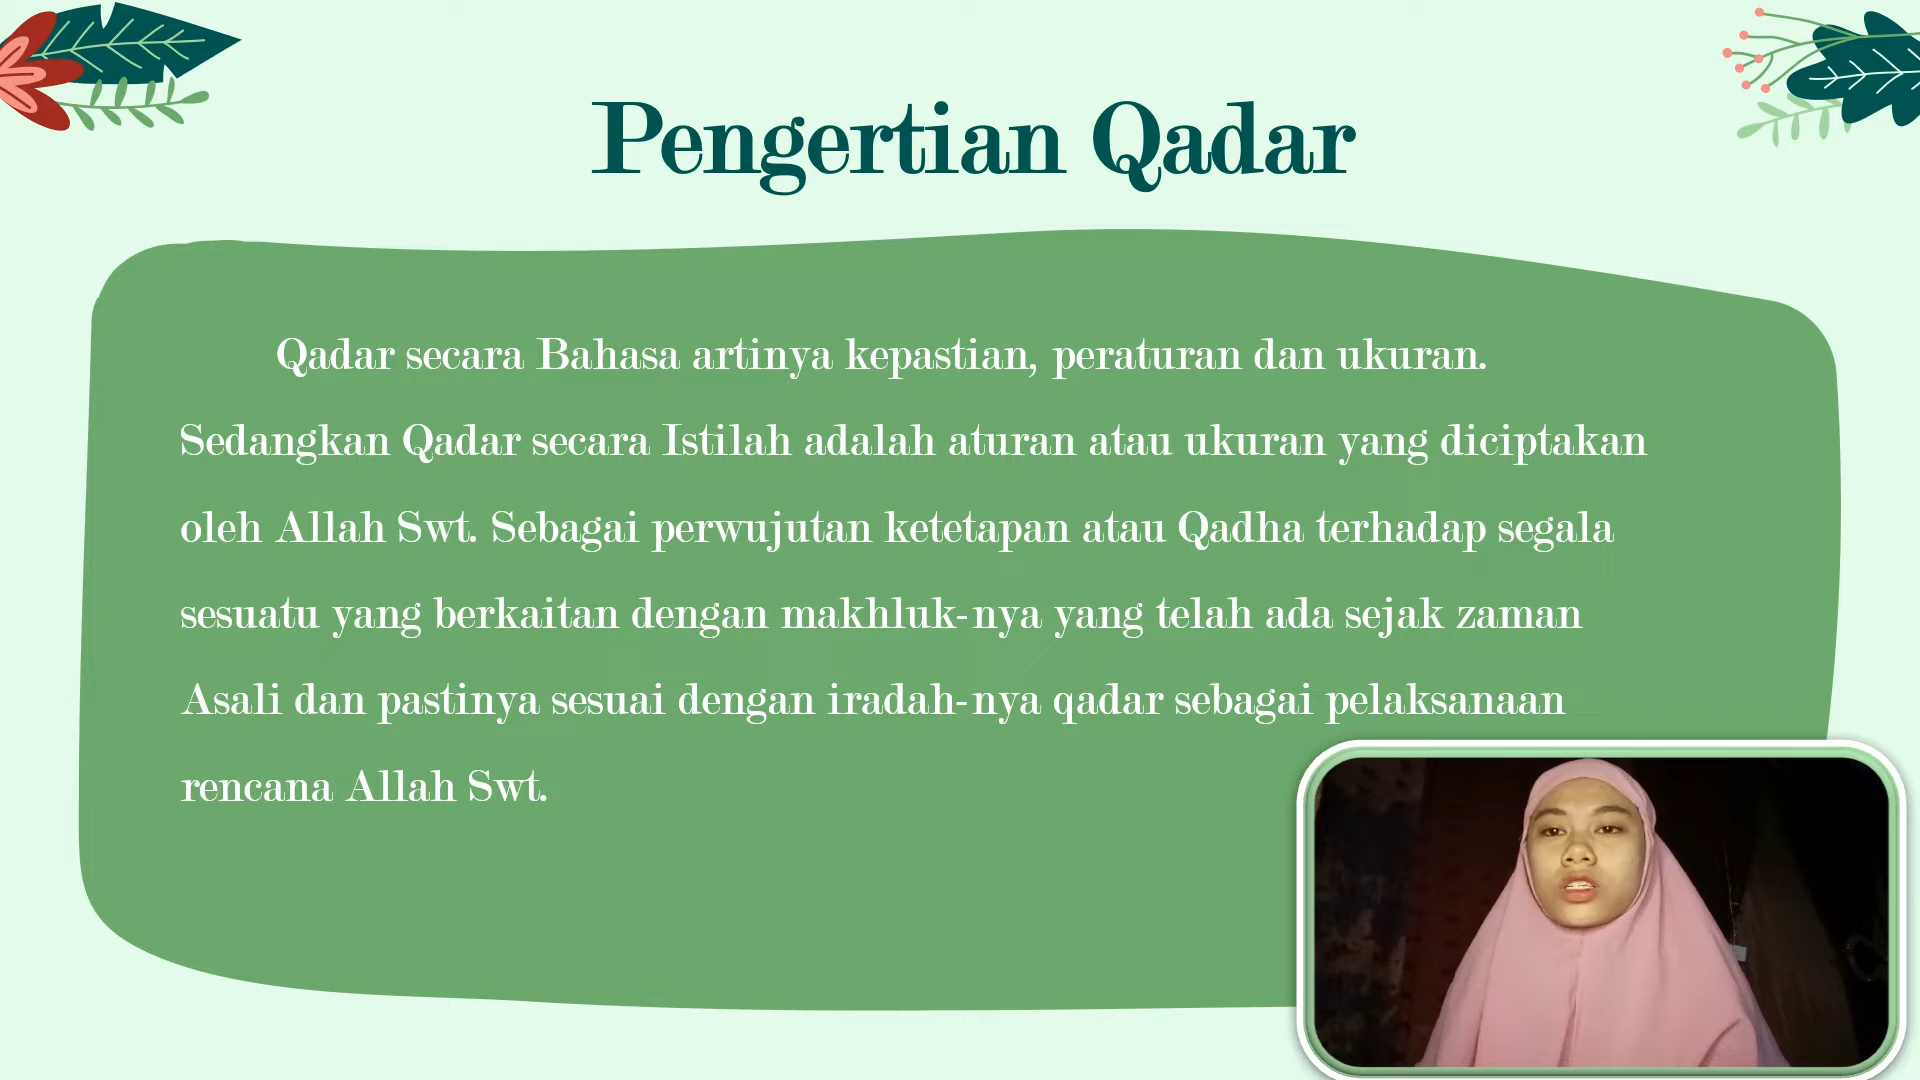 Pengertian Qadar
Qadar secara Bahasa artinya kepastian, peraturan dan ukuran.
Sedangkan Qadar secara Istilah adalah aturan atau ukuran yang diciptakan
oleh Allah Swt. Sebagai perwujutan ketetapan atau Qadha terhadap segala
sesuatu yang berkaitan dengan makhluk-nya yang telah ada sejak zaman
Asali dan pastinya sesuai dengan iradah-nya qadar sebagai pelaksanaan
rencana Allah Swt.